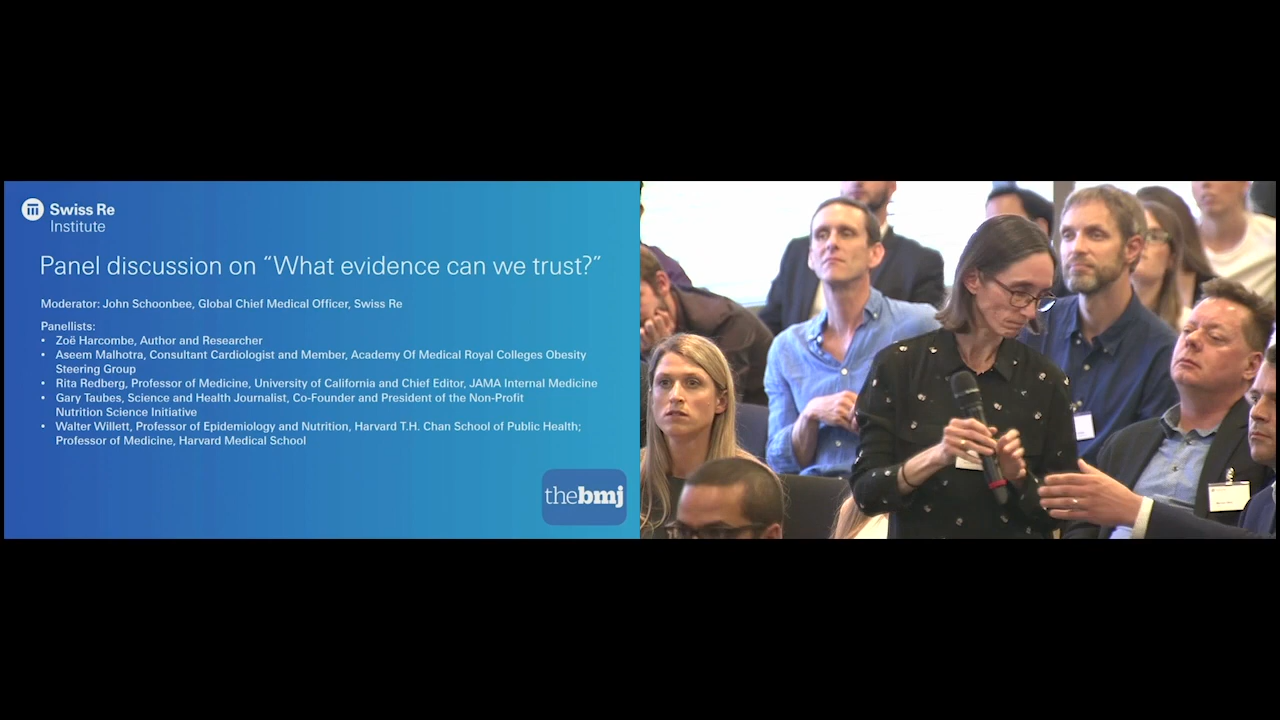 Swiss Re
Institute
Panel discussion on “What evidence can we trust?”
Moderator: John Schoonbee, Global Chief Medical Officer, Swiss Re
Panellists:
• Zoë Harcombe, Author and Researcher
• Aseem Malhotra, Consultant Cardiologist and Member, Academy Of Medical Royal Colleges Obesity
Steering Group
• Rita Redberg, Professor of Medicine, University of California and Chief Editor, JAMA Internal Medicine
• Gary Taubes, Science and Health Journalist, Co-Founder and President of the Non-Profit
Nutrition Science Initiative
• Walter Willett, Professor of Epidemiology and Nutrition, Harvard T.H. Chan School of Public Health;
Professor of Medicine, Harvard Medical School
thebmj